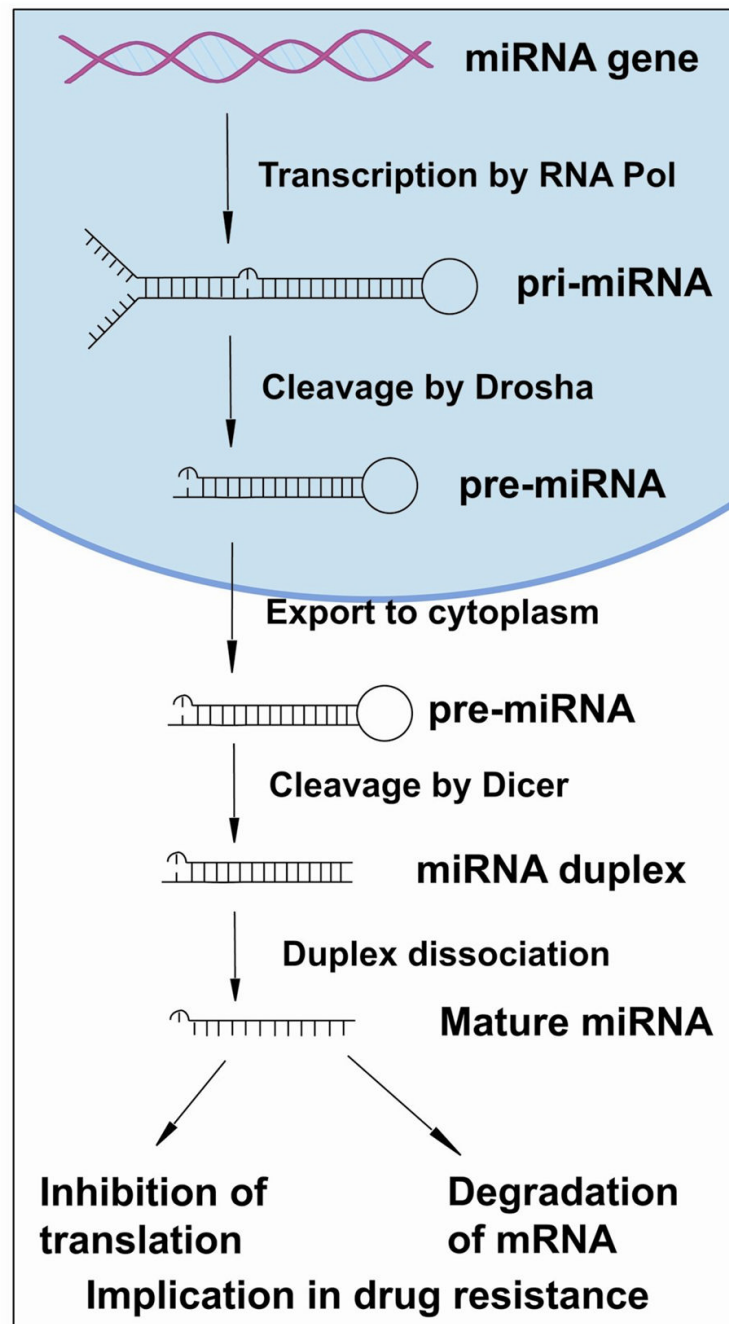 miRNA gene
Transcription by RNA Pol
pri-miRNA
Cleavage by Drosha
pre-miRNA
Export to cytoplasm
pre-miRNA
Cleavage by Dicer
miRNA duplex
Duplex dissociation
Mature miRNA
Inhibition of
translation
Degradation
of mRNA
Implication in drug resistance